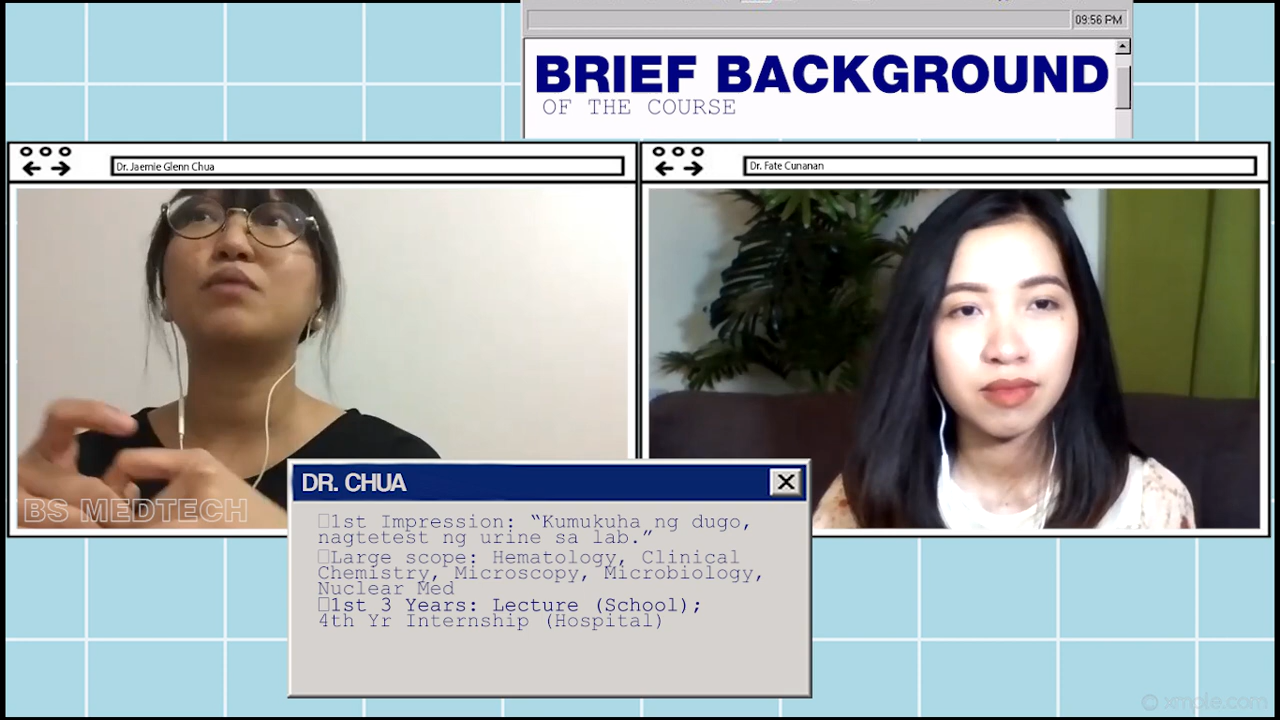 09:56 PM
BRIEF BACKGROUND
OF THE COURSE
Dr. Jaemie Glenn Chua
Dr. Fate Cunanan
BS MEDTECH
DR. CHUA
1st Impression: “Kumukuha ng dugo,
nagtetest ng urine sa lab.”
Large scope: Hematology, Clinical
Chemistry, Microscopy, Microbiology,
Nuclear Med
1st 3 Years: Lecture (School);
4th Yr Internship (Hospital)
xmple.com